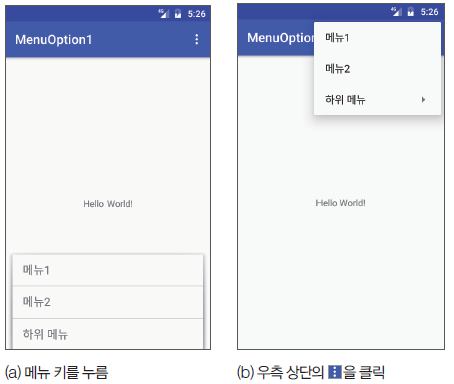 5:26
MenuOption1
Hello World!
메뉴1
메뉴2
하위 메뉴
(a) 메뉴 키를 누름
5:26
MenuOption
메뉴1
메뉴2
하위 메뉴
Hello World!
(b) 우측 상단의 을 클릭